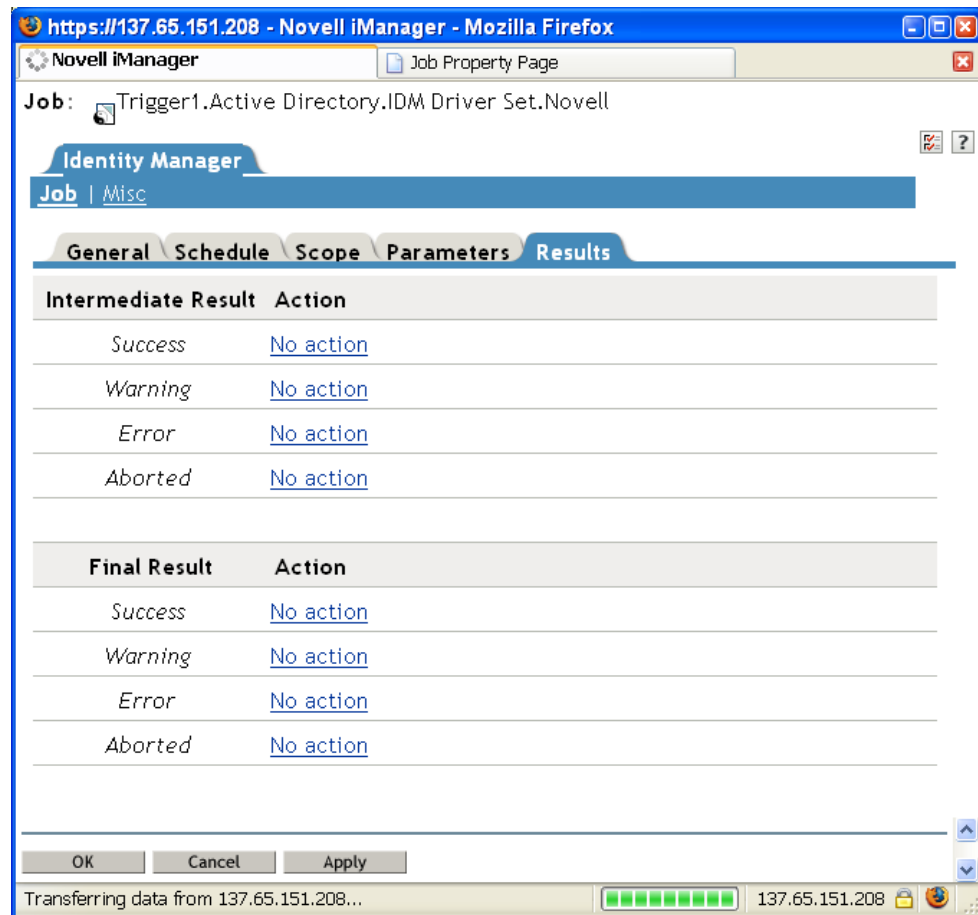 https://137.65.151.208 - Novell iManager - Mozilla Firefox
Novell iManager Job Property Page
Job: Trigger1.Active Directory.IDM Driver Set.Novell
?
Identity Manager
Job | Misc
General Schedule Scope Parameters Results
Intermediate Result Action
Success No action
Warning No action
Error No action
Aborted No action
Final Result Action
Success No action
Warning No action
Error No action
Aborted No action
OK Cancel Apply
Transferring data from 137.65.151.208... 137.65.151.208